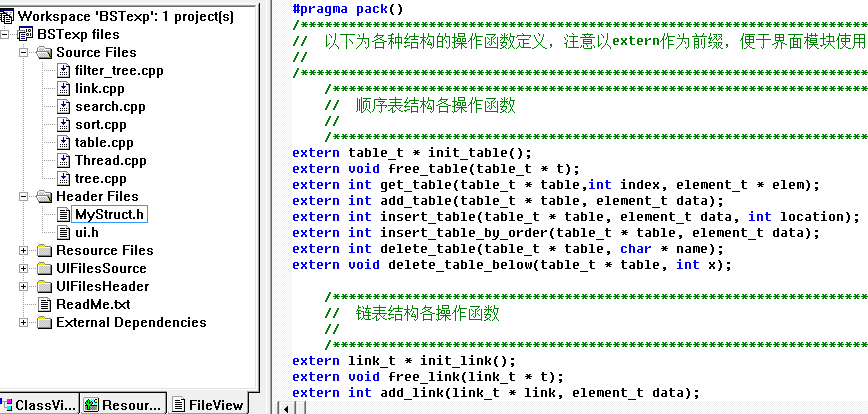 Workspace 'BSTexp': 1 project(s)
BSTexp files
Source Files
filter_tree.cpp
link.cpp
search.cpp
sort.cpp
table.cpp
Thread.cpp
tree.cpp
Header Files
MyStruct.h
ui.h
Resource Files
UIFilesSource
UIFilesHeader
ReadMe.txt
External Dependencies
ClassVi...
Resour...
FileView
#pragma pack()
/******************************************************************
// 以下为各种结构的操作函数定义，注意以extern作为前缀，便于界面模块使用
//
/******************************************************************
/**************************************************************
// 顺序表结构各操作函数
//
/**************************************************************
extern table_t * init_table();
extern void free_table(table_t * t);
extern int get_table(table_t * table,int index, element_t * elem);
extern int add_table(table_t * table, element_t data);
extern int insert_table(table_t * table, element_t data, int location);
extern int insert_table_by_order(table_t * table, element_t data);
extern int delete_table(table_t * table, char * name);
extern void delete_table_below(table_t * table, int x);
/**************************************************************
// 链表结构各操作函数
//
/**************************************************************
extern link_t * init_link();
extern void free_link(link_t * t);
extern int add_link(link_t * link, element_t data);